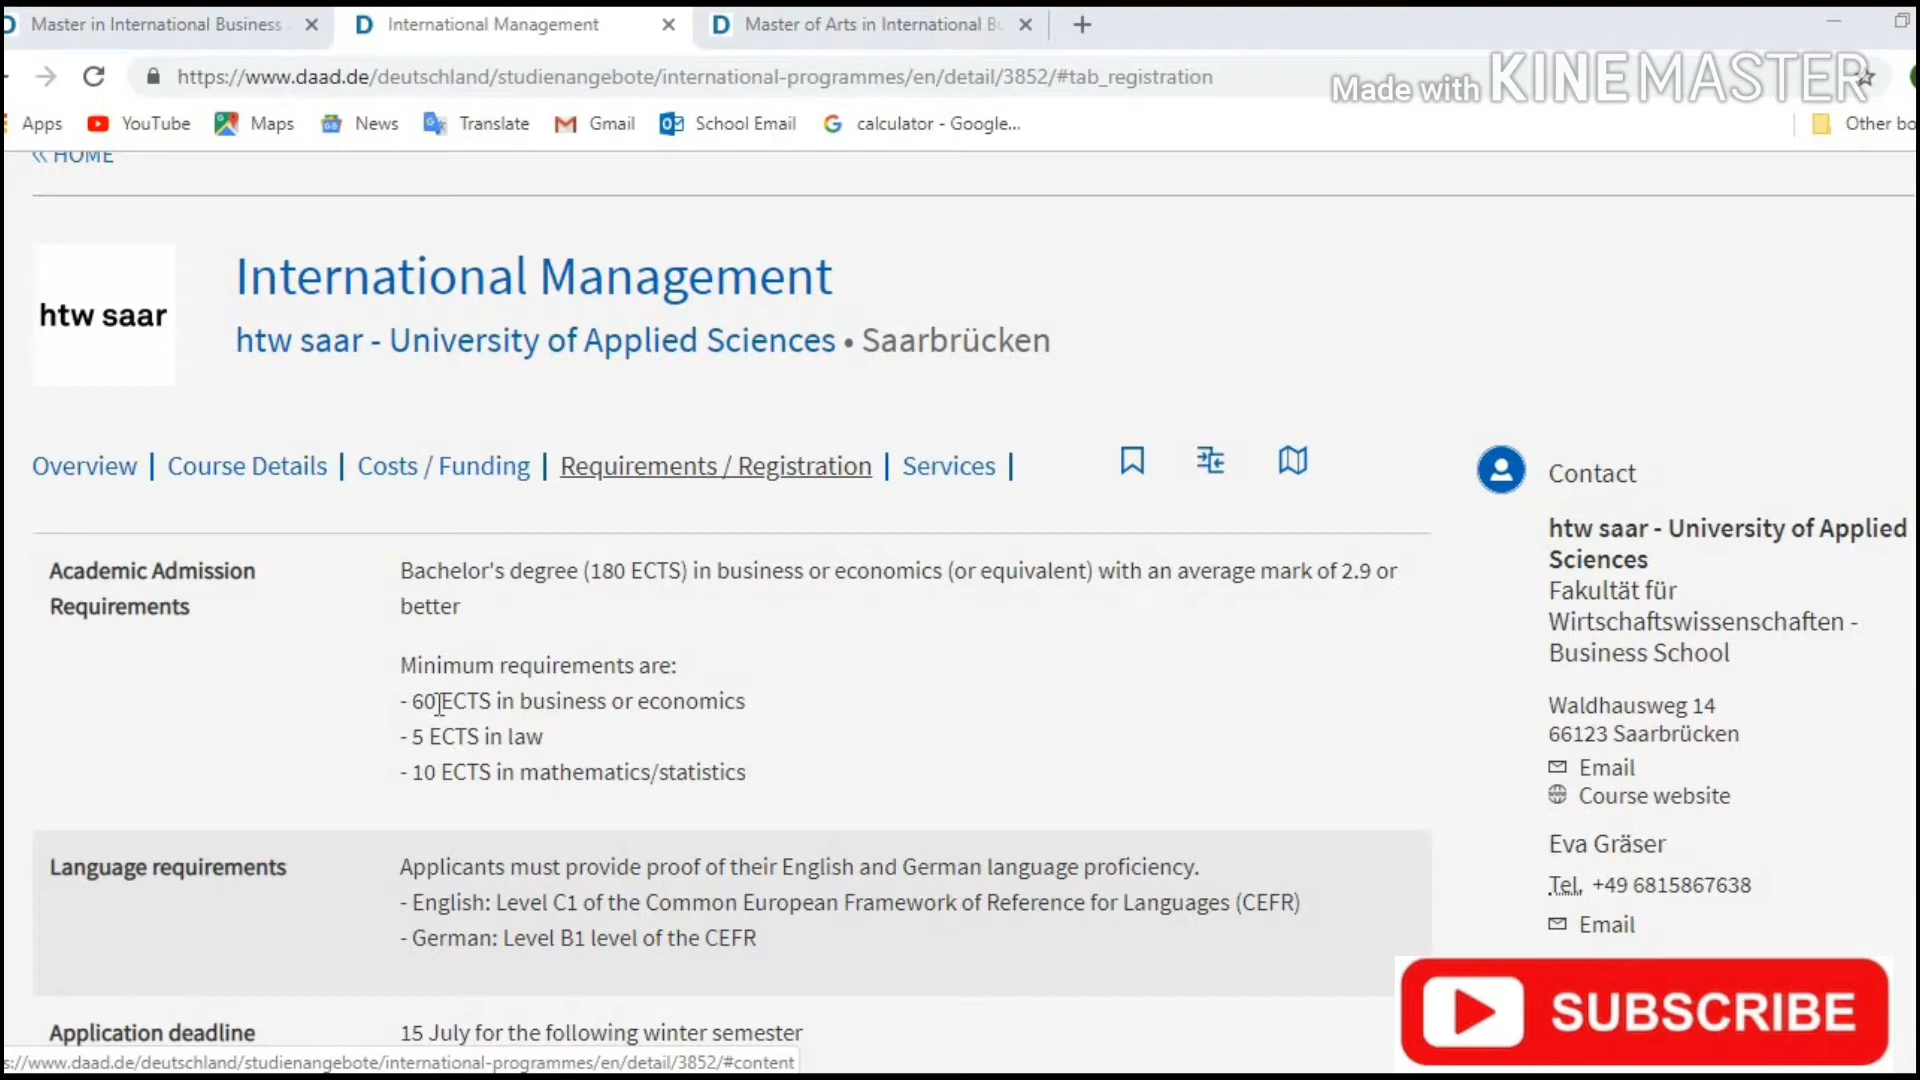 Master in International Business
International Management
Master of Arts in International Bu
https://www.daad.de/deutschland/studienangebote/international-programmes/en/detail/3852/#tab_registration
Made with KINEMASTER
Apps
YouTube
Maps
News
Translate
Gmail
School Email
calculator - Google...
Other bo
« HOME
htw saar
International Management
htw saar - University of Applied Sciences • Saarbrücken
Overview | Course Details | Costs / Funding | Requirements / Registration | Services |
Contact
htw saar - University of Applied
Sciences
Fakultät für
Wirtschaftswissenschaften -
Business School
Waldhausweg 14
66123 Saarbrücken
Email
Course website
Eva Gräser
Tel. +49 6815867638
Email
Academic Admission
Requirements
Bachelor's degree (180 ECTS) in business or economics (or equivalent) with an average mark of 2.9 or
better
Minimum requirements are:
- 60 ECTS in business or economics
- 5 ECTS in law
- 10 ECTS in mathematics/statistics
Language requirements
Applicants must provide proof of their English and German language proficiency.
- English: Level C1 of the Common European Framework of Reference for Languages (CEFR)
- German: Level B1 level of the CEFR
Application deadline
15 July for the following winter semester
s://www.daad.de/deutschland/studienangebote/international-programmes/en/detail/3852/#content
SUBSCRIBE